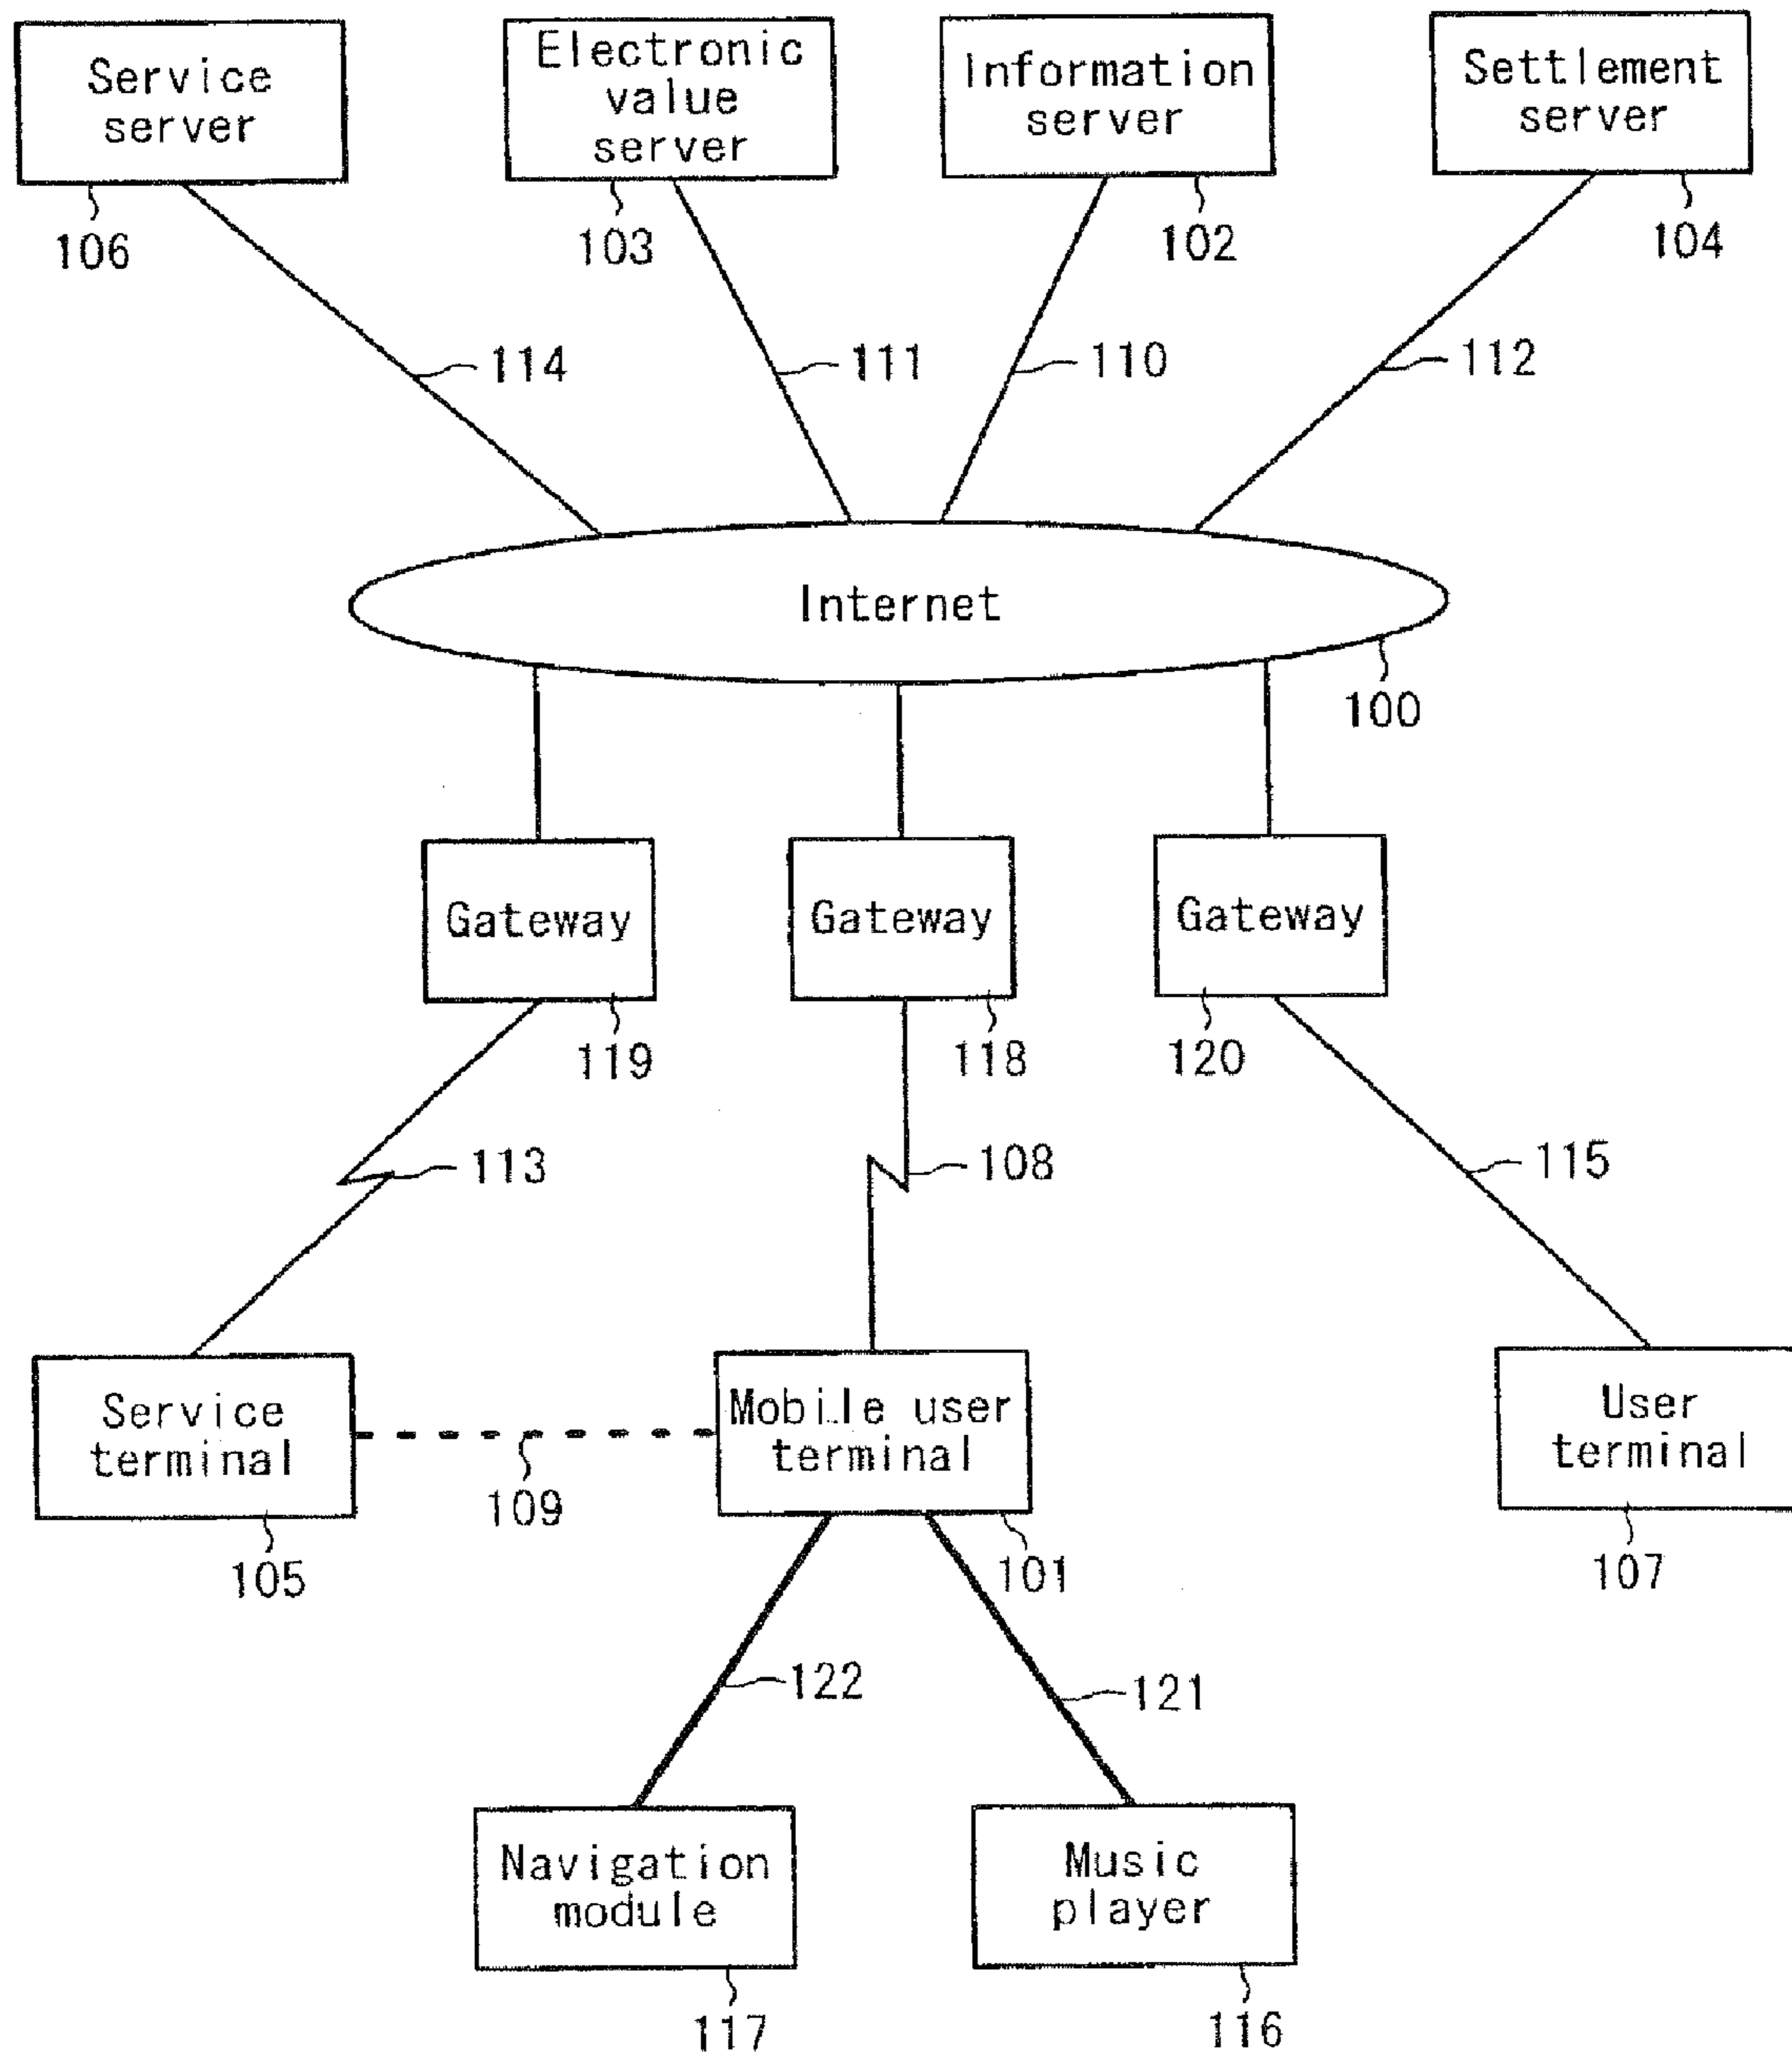 Service
server
Electronic
value
server
Information
server
Settlement
server
106
103
102
104
114
111
110
112
Internet
100
Gateway
Gateway
Gateway
119
118
120
113
108
115
Service
terminal
Mobile user
terminal
User
terminal
109
105
101
107
122
121
Navigation
module
Music
player
117
116